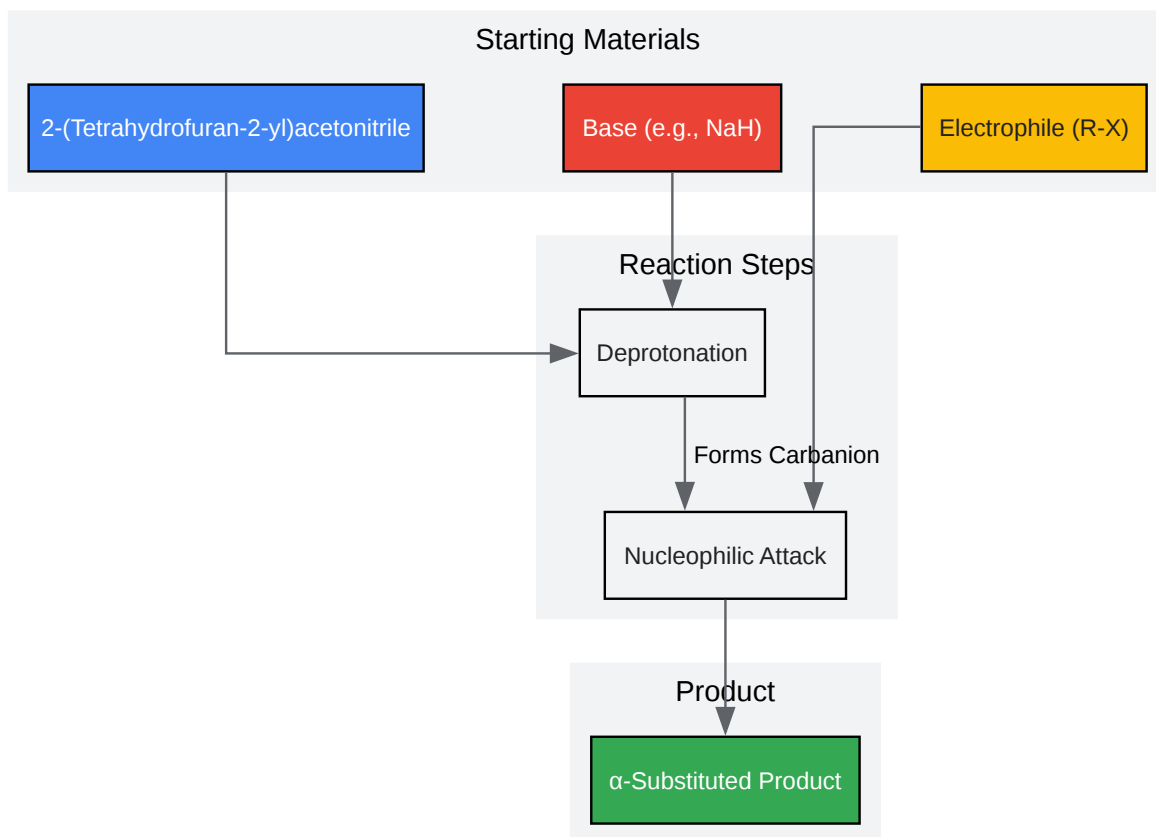 Starting Materials
2-(Tetrahydrofuran-2-yl)acetonitrile
Base (e.g., NaH)
Electrophile (R-X)
Reaction Steps
Deprotonation
Forms Carbanion
Nucleophilic Attack
Product
α-Substituted Product